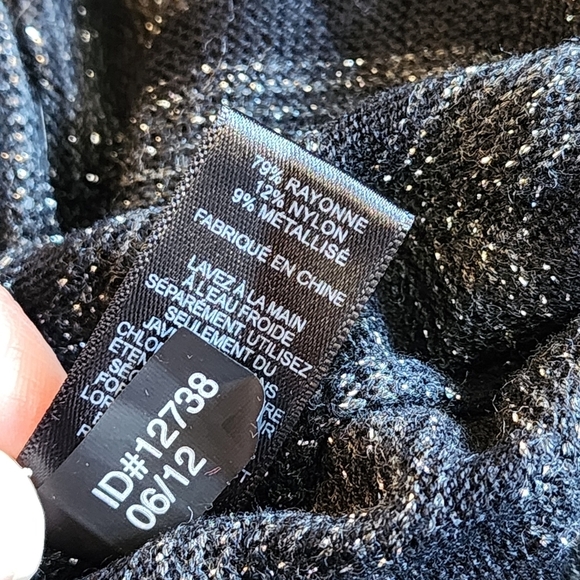 79% RAYONNE
12% NYLON
9% MÉTALLISÉ
FABRIQUE EN CHINE
LAVEZ À LA MAIN
À L'EAU FROIDE
SÉPARÉMENT UTILISEZ
SEULEMENT DU
ID#12738
06/12